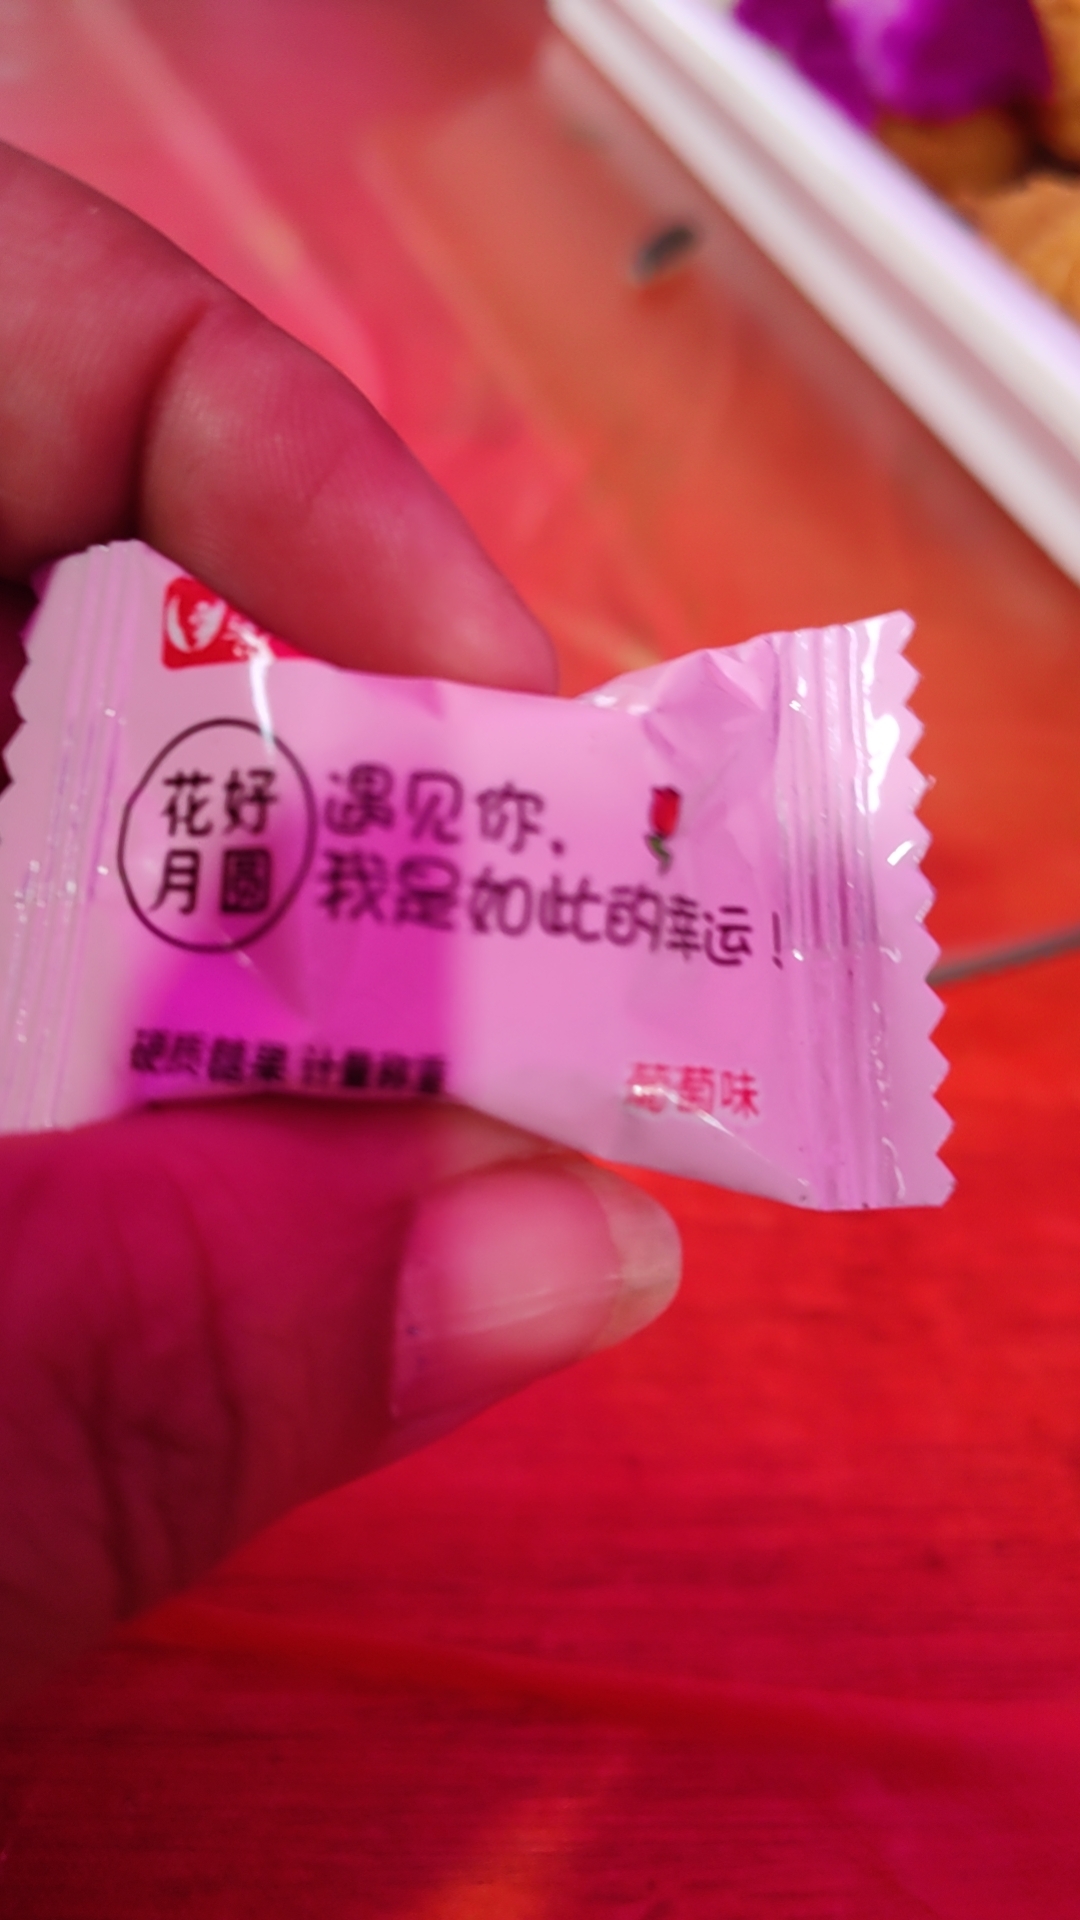 花好
月圆
遇见你，
我是如此的幸运！
硬质糖果 计量称重
葡萄味